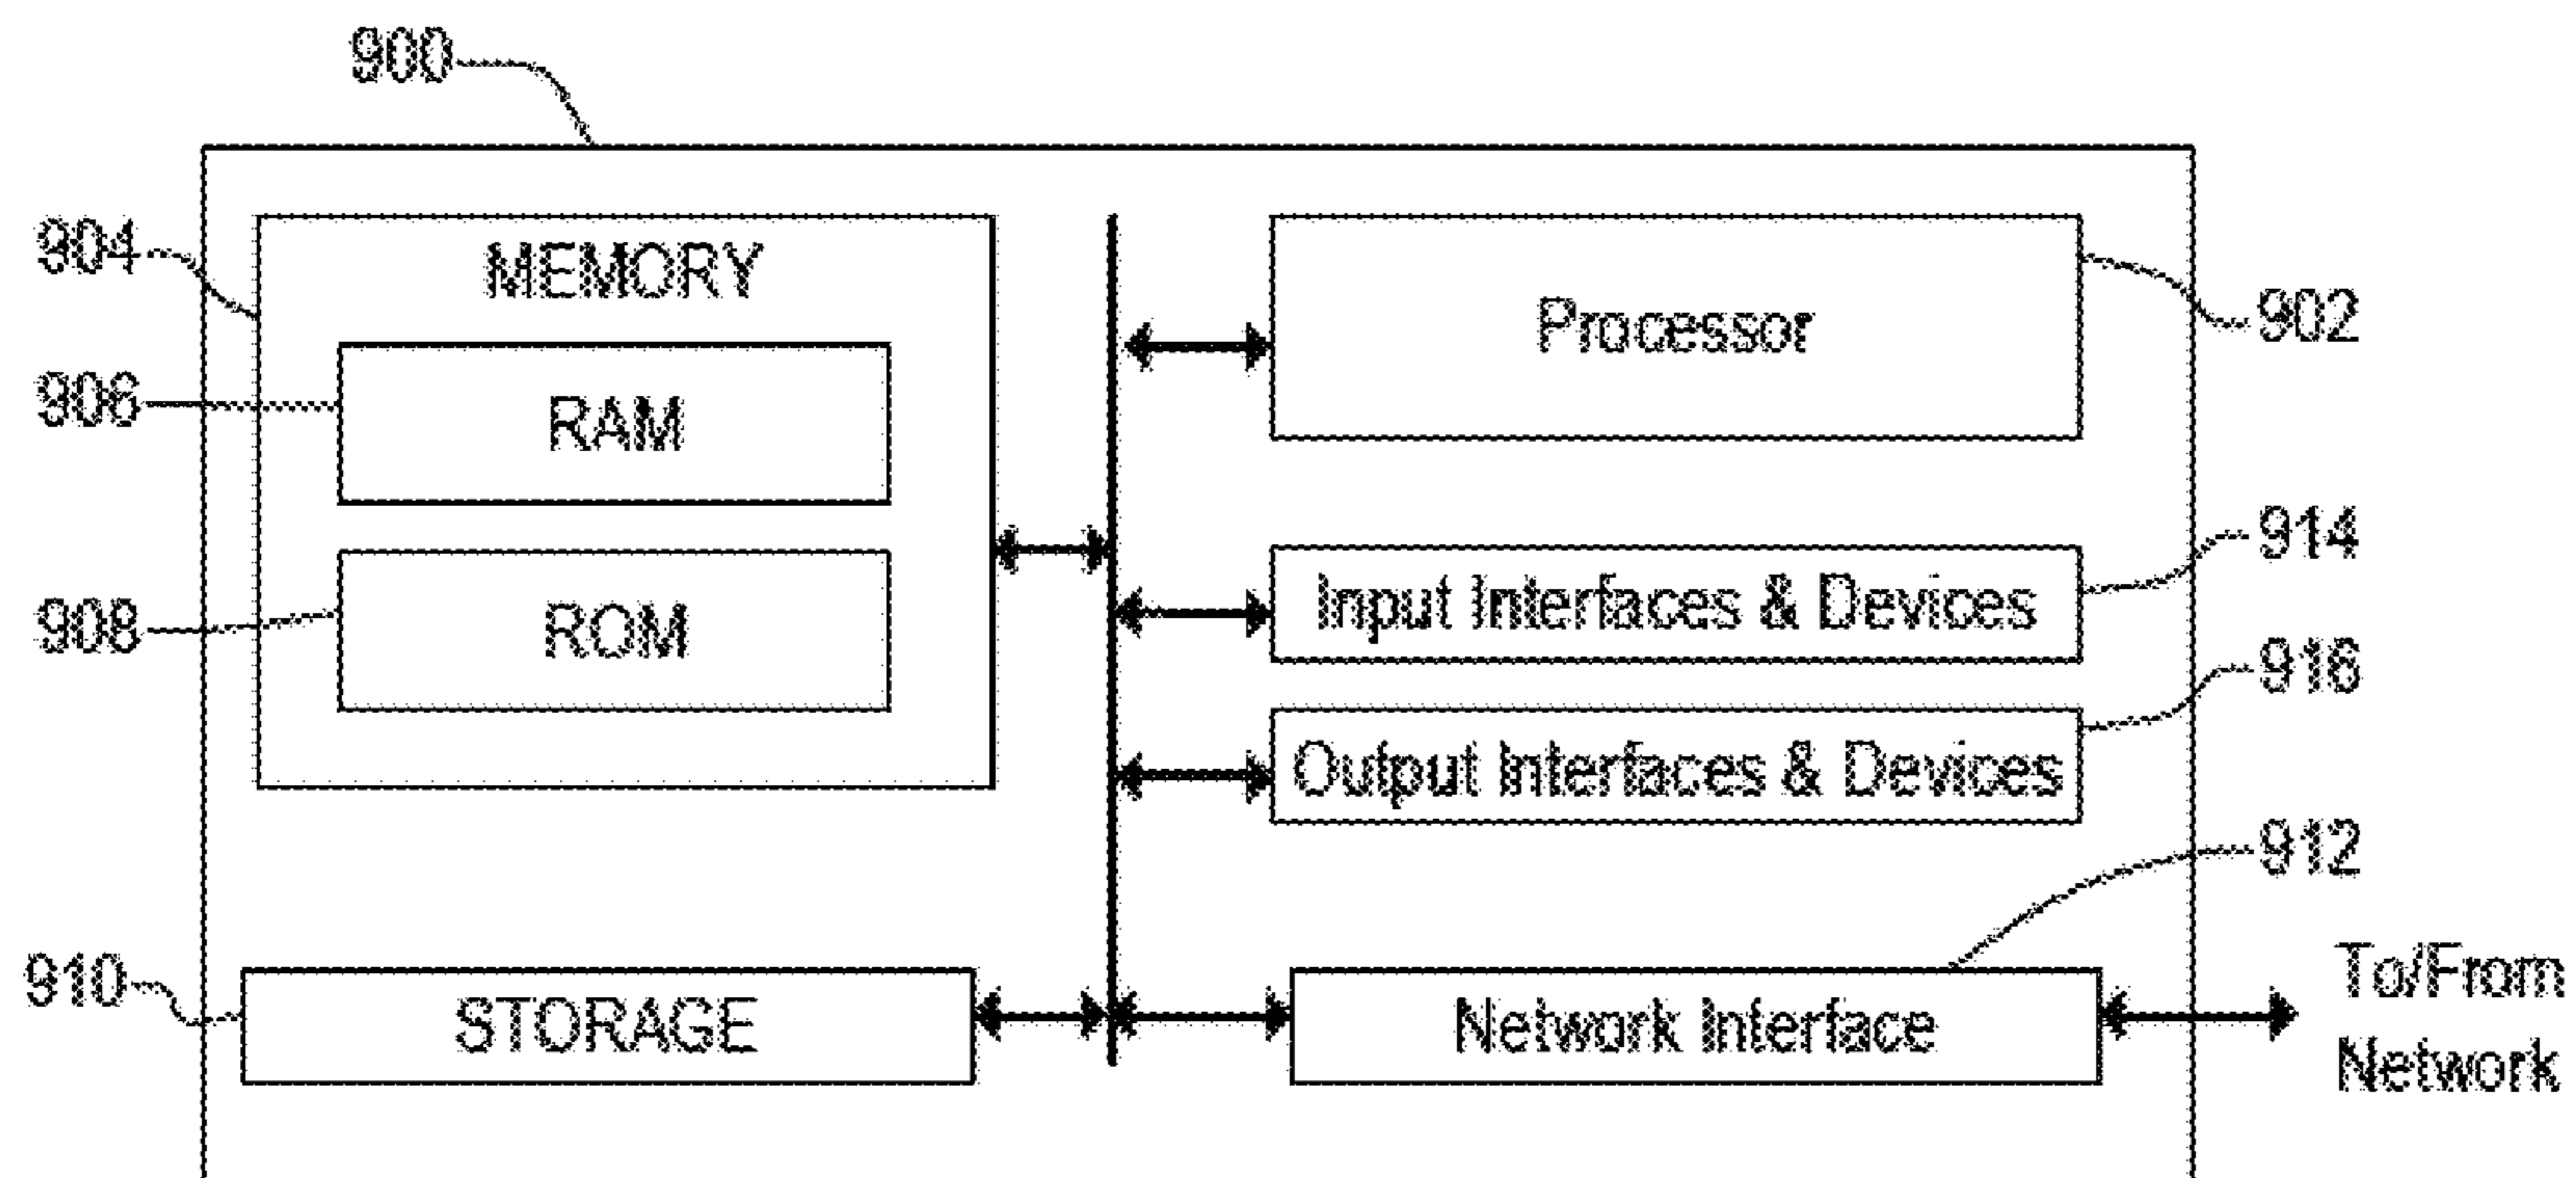 900
904
MEMORY
Processor
902
906
RAM
914
Input Interfaces & Devices
908
ROM
916
Output Interfaces & Devices
912
910
STORAGE
Network Interface
To/From
Network